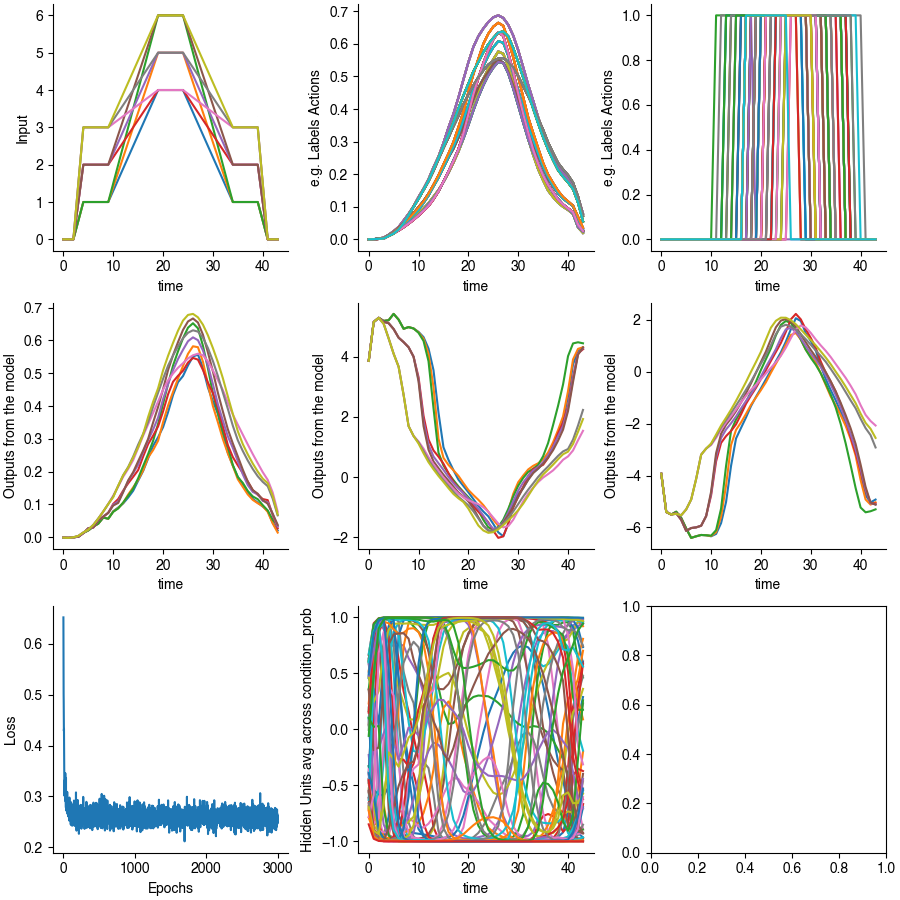 Input
0
1
2
3
4
5
6
0 10 20 30 40
time
e.g. Labels Actions
0.0
0.1
0.2
0.3
0.4
0.5
0.6
0.7
0 10 20 30 40
time
e.g. Labels Actions
0.0
0.2
0.4
0.6
0.8
1.0
0 10 20 30 40
time
Outputs from the model
0.0
0.1
0.2
0.3
0.4
0.5
0.6
0.7
0 10 20 30 40
time
Outputs from the model
−2
0
2
4
0 10 20 30 40
time
Outputs from the model
−6
−4
−2
0
2
0 10 20 30 40
time
Loss
0.2
0.3
0.4
0.5
0.6
0 1000 2000 3000
Epochs
Hidden Units avg across condition_prob
−1.0
−0.5
0.0
0.5
1.0
0 10 20 30 40
time
0.0
0.2
0.4
0.6
0.8
1.0
0.0 0.2 0.4 0.6 0.8 1.0